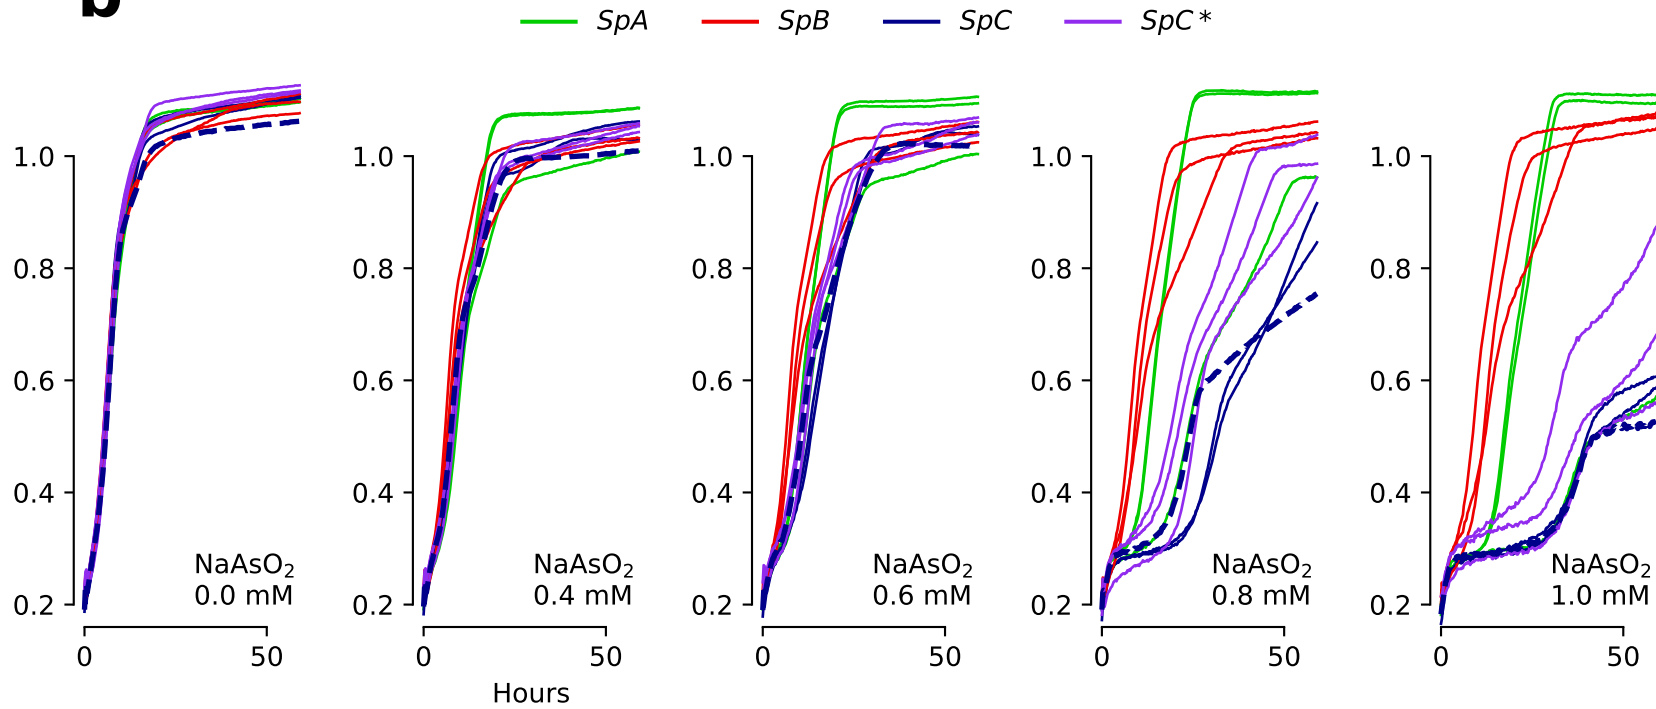 b
SpA SpB SpC SpC*
1.0 1.0 1.0 1.0 1.0
0.8 0.8 0.8 0.8 0.8
0.6 0.6 0.6 0.6 0.6
0.4 0.4 0.4 0.4 0.4
NaAsO₂ NaAsO₂ NaAsO₂ NaAsO₂ NaAsO₂
0.2 0.0 mM 0.2 0.4 mM 0.2 0.6 mM 0.2 0.8 mM 0.2 1.0 mM
0 50 0 50 0 50 0 50 0 50
Hours